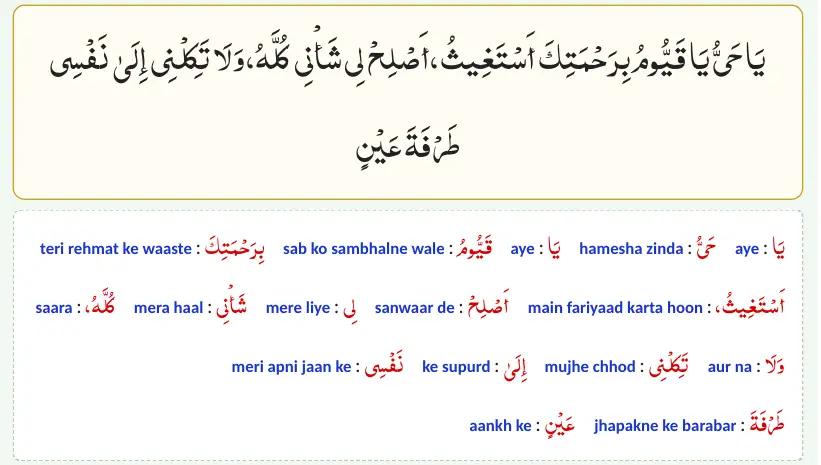 يَا حَيُّ يَا قَيُّومُ بِرَحْمَتِكَ أَسْتَغِيثُ، أَصْلِحْ لِي شَأْنِي كُلَّهُ، وَلَا تَكِلْنِي إِلَىٰ نَفْسِي
طَرْفَةَ عَيْنٍ
يَا : aye حَيُّ : hamesha zinda يَا : aye قَيُّومُ : sab ko sambhalne wale بِرَحْمَتِكَ : teri rehmat ke waaste
أَسْتَغِيثُ، : main fariyaad karta hoon أَصْلِحْ : sanwaar de لِي : mere liye شَأْنِي : mera haal كُلَّهُ، : saara
وَلَا : aur na تَكِلْنِي : mujhe chhod إِلَىٰ : ke supurd نَفْسِي : meri apni jaan ke
طَرْفَةَ : jhapakne ke barabar عَيْنٍ : aankh ke